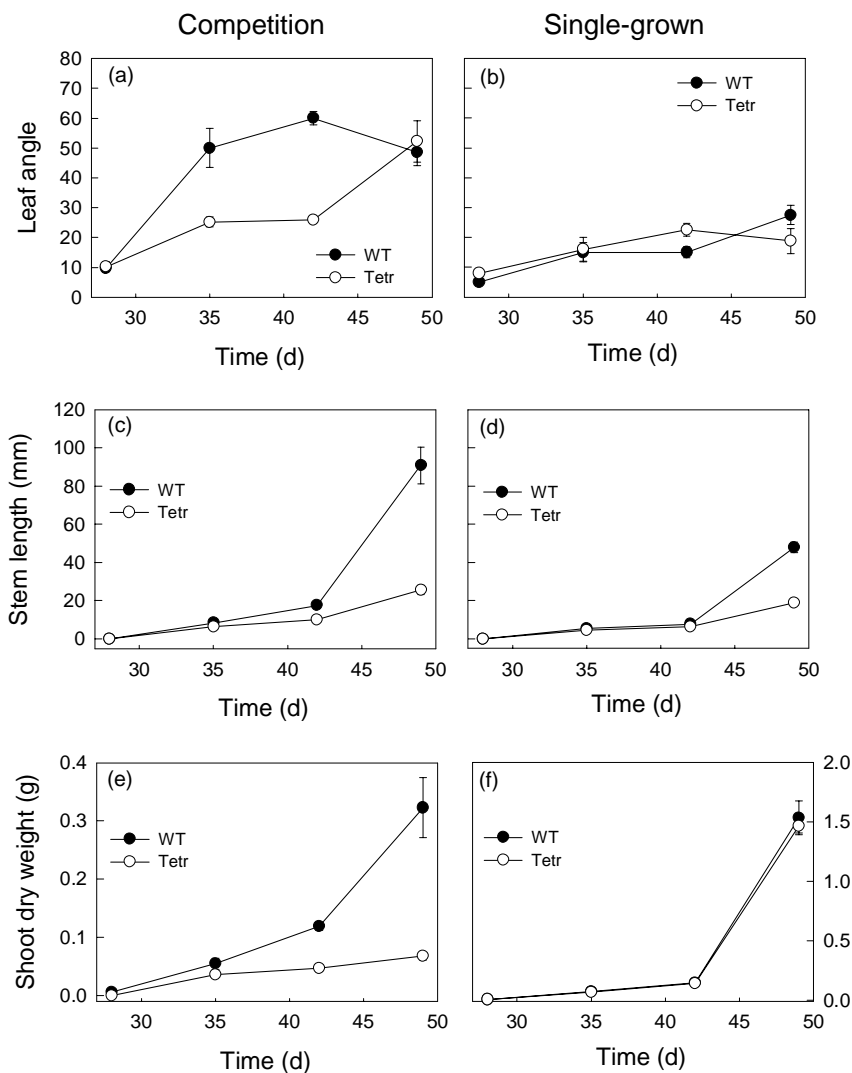 Competition
Single-grown
80
70
60
50
40
30
20
10
0
Leaf angle
(a)
WT
Tetr
30 35 40 45 50
Time (d)
(b)
WT
Tetr
30 35 40 45 50
Time (d)
120
100
80
60
40
20
0
Stem length (mm)
(c)
WT
Tetr
30 35 40 45 50
Time (d)
(d)
WT
Tetr
30 35 40 45 50
Time (d)
0.4
0.3
0.2
0.1
0.0
Shoot dry weight (g)
(e)
WT
Tetr
30 35 40 45 50
Time (d)
(f)
WT
Tetr
2.0
1.5
1.0
0.5
0.0
30 35 40 45 50
Time (d)